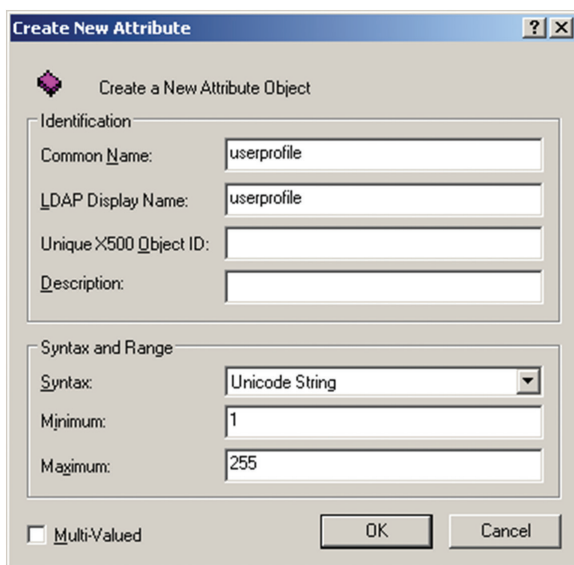 Create New Attribute
Create a New Attribute Object
Identification
Common Name: userprofile
LDAP Display Name: userprofile
Unique X500 Object ID:
Description:
Syntax and Range
Syntax: Unicode String
Minimum: 1
Maximum: 255
Multi-Valued OK Cancel